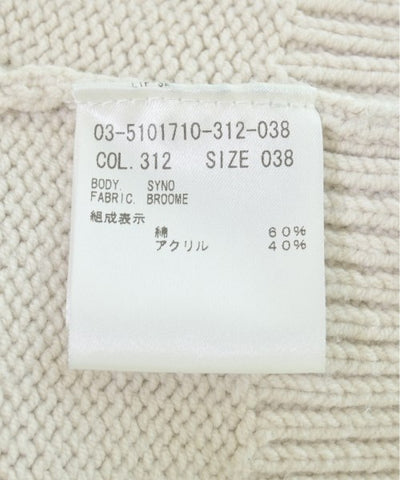 03-5101710-312-038
COL. 312 SIZE 038
BODY. SYNO
FABRIC. BROOME
組成表示
綿 60%
アクリル 40%